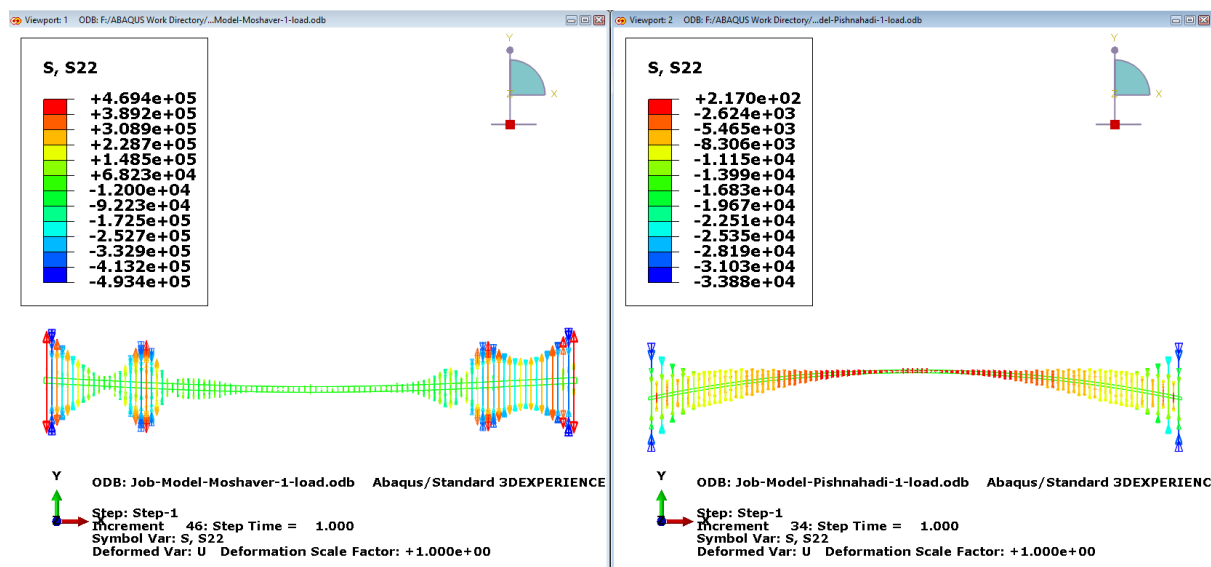 Viewport: 1 ODB: F:/ABAQUS Work Directory/...Model-Moshaver-1-load.odb
S, S22
+4.694e+05
+3.892e+05
+3.089e+05
+2.287e+05
+1.485e+05
+6.823e+04
-1.200e+04
-9.223e+04
-1.725e+05
-2.527e+05
-3.329e+05
-4.132e+05
-4.934e+05
Y
Z
X
Y
X
ODB: Job-Model-Moshaver-1-load.odb Abaqus/Standard 3DEXPERIENCE
Step: Step-1
Increment 46: Step Time = 1.000
Symbol Var: S, S22
Deformed Var: U Deformation Scale Factor: +1.000e+00
Viewport: 2 ODB: F:/ABAQUS Work Directory/...del-Pishnahadi-1-load.odb
S, S22
+2.170e+02
-2.624e+03
-5.465e+03
-8.306e+03
-1.115e+04
-1.399e+04
-1.683e+04
-1.967e+04
-2.251e+04
-2.535e+04
-2.819e+04
-3.103e+04
-3.388e+04
Y
Z
X
Y
X
ODB: Job-Model-Pishnahadi-1-load.odb Abaqus/Standard 3DEXPERIENC
Step: Step-1
Increment 34: Step Time = 1.000
Symbol Var: S, S22
Deformed Var: U Deformation Scale Factor: +1.000e+00